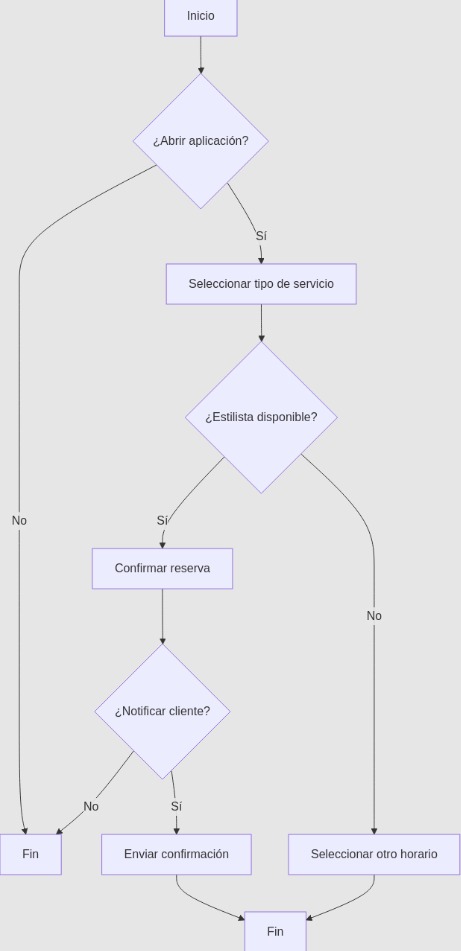 Inicio
¿Abrir aplicación?
Sí
Seleccionar tipo de servicio
¿Estilista disponible?
No
Sí
Confirmar reserva
No
¿Notificar cliente?
No
Sí
Fin
Enviar confirmación
Seleccionar otro horario
Fin